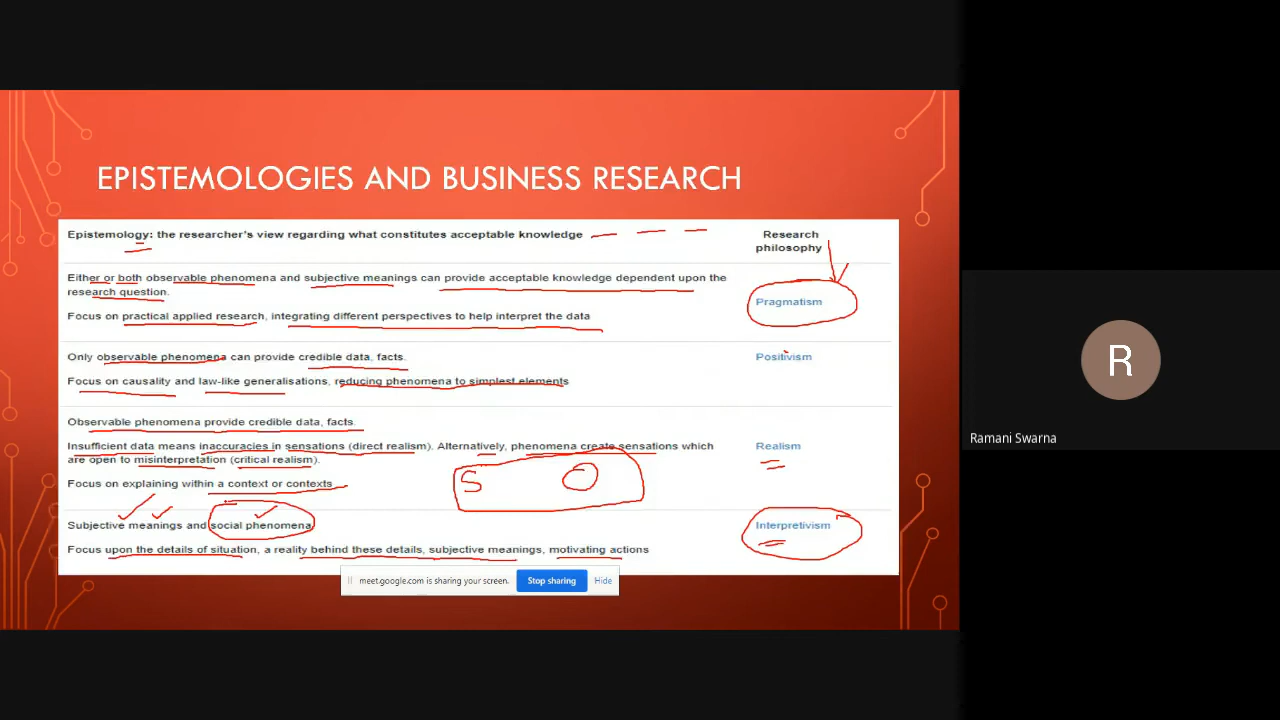 EPISTEMOLOGIES AND BUSINESS RESEARCH
Epistemology: the researcher's view regarding what constitutes acceptable knowledge
Research
philosophy
Either or both observable phenomena and subjective meanings can provide acceptable knowledge dependent upon the
research question.
Pragmatism
Focus on practical applied research, integrating different perspectives to help interpret the data
Only observable phenomena can provide credible data, facts.
Positivism
Focus on causality and law-like generalisations, reducing phenomena to simplest elements
Observable phenomena provide credible data, facts.
Insufficient data means inaccuracies in sensations (direct realism). Alternatively, phenomena create sensations which
are open to misinterpretation (critical realism).
Realism
Focus on explaining within a context or contexts
S O
Subjective meanings and social phenomena
Interpretivism
Focus upon the details of situation, a reality behind these details, subjective meanings, motivating actions
meet.google.com is sharing your screen.
Stop sharing
Hide
R
Ramani Swarna